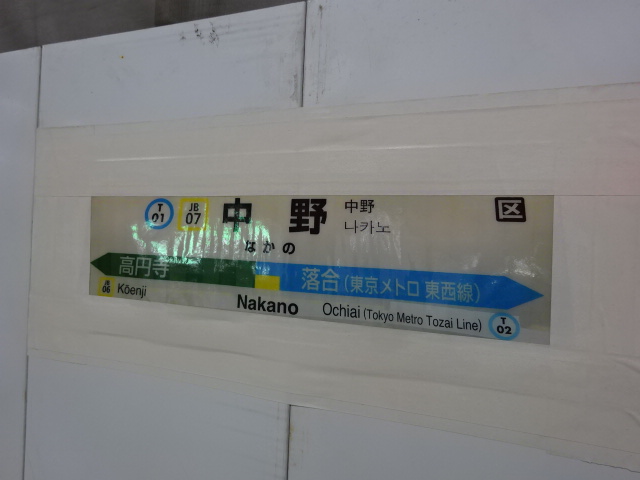 T 01 JB 07 中野 中野 区
나카노
なかの
高円寺 落合(東京メトロ 東西線)
JB 06 Kōenji Nakano Ochiai (Tokyo Metro Tozai Line) T 02